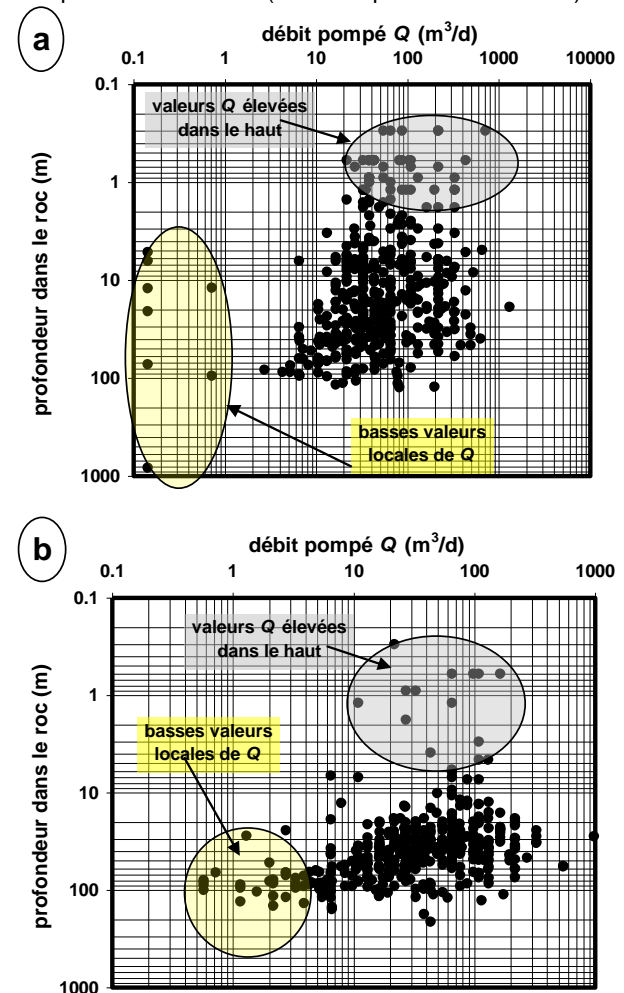 a
débit pompé Q (m³/d)
0.1 1 10 100 1000 10000
valeurs Q élevées
dans le haut
0.1
1
10
100
1000
profondeur dans le roc (m)
basses valeurs
locales de Q
b
débit pompé Q (m³/d)
0.1 1 10 100 1000
valeurs Q élevées
dans le haut
basses valeurs
locales de Q
0.1
1
10
100
1000
profondeur dans le roc (m)